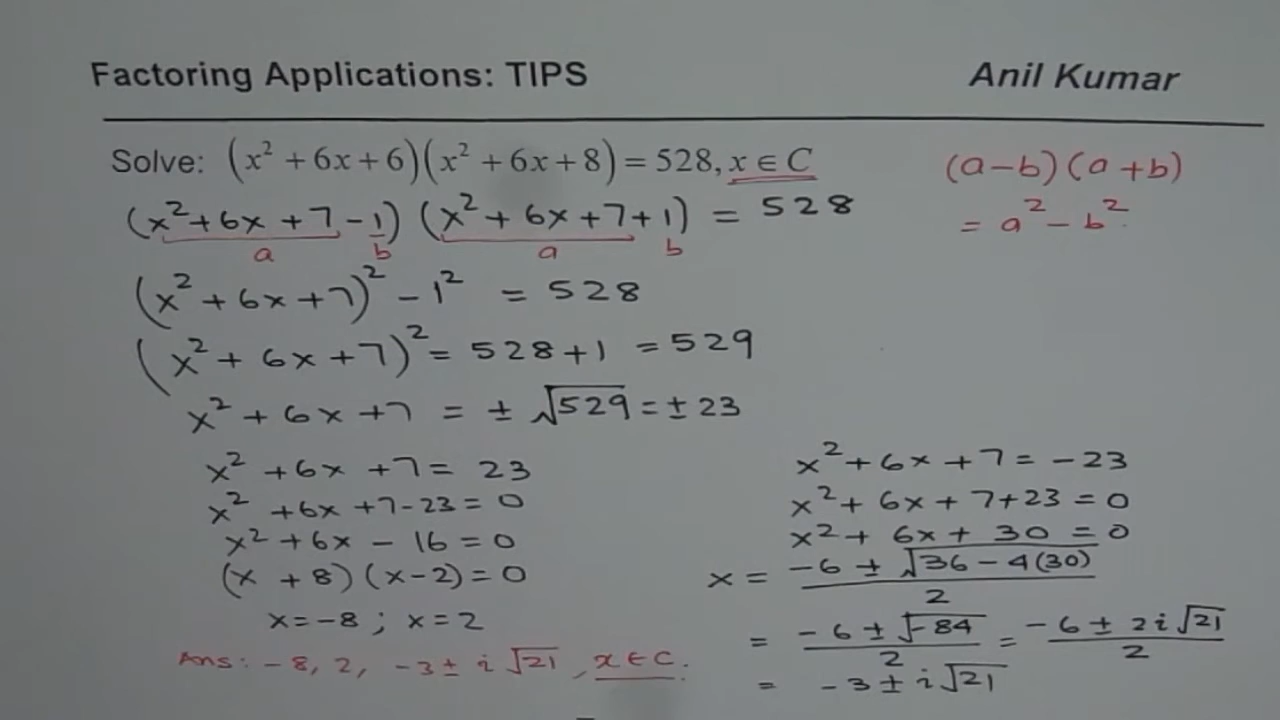 Factoring Applications: TIPS Anil Kumar
Solve: (x² + 6x + 6)(x² + 6x + 8) = 528, x ∈ C
(a-b)(a+b)
= a² - b²
(x² + 6x + 7 - 1)(x² + 6x + 7 + 1) = 528
a b a b
(x² + 6x + 7)² - 1² = 528
(x² + 6x + 7)² = 528 + 1 = 529
x² + 6x + 7 = ± √529 = ± 23
x² + 6x + 7 = 23
x² + 6x + 7 - 23 = 0
x² + 6x - 16 = 0
(x + 8)(x - 2) = 0
x = -8 ; x = 2
Ans: -8, 2, -3 ± i √21, x ∈ C.
x² + 6x + 7 = -23
x² + 6x + 7 + 23 = 0
x² + 6x + 30 = 0
x = (-6 ± √36 - 4(30)) / 2
= (-6 ± √-84) / 2 = (-6 ± 2i √21) / 2
= -3 ± i √21